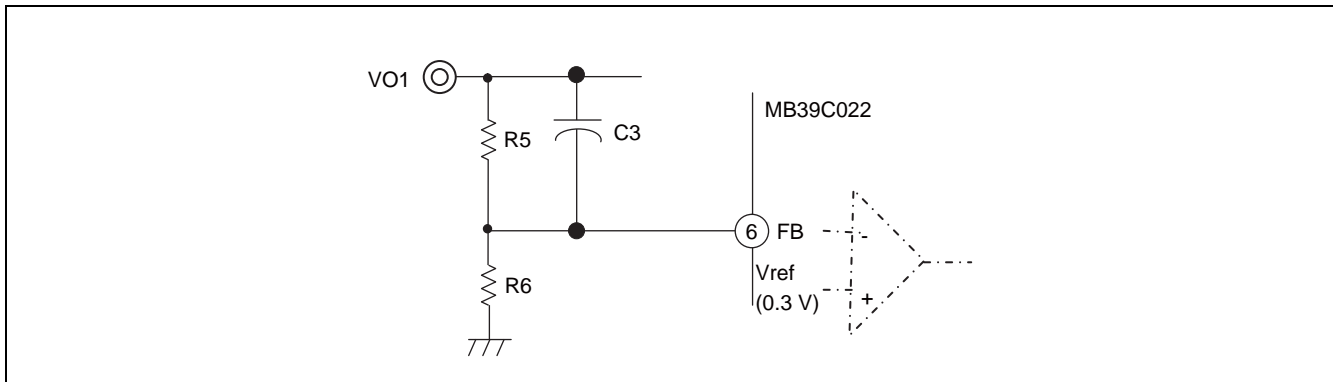 VO1
MB39C022
R5
C3
6
FB
-
Vref
(0.3 V)
+
R6